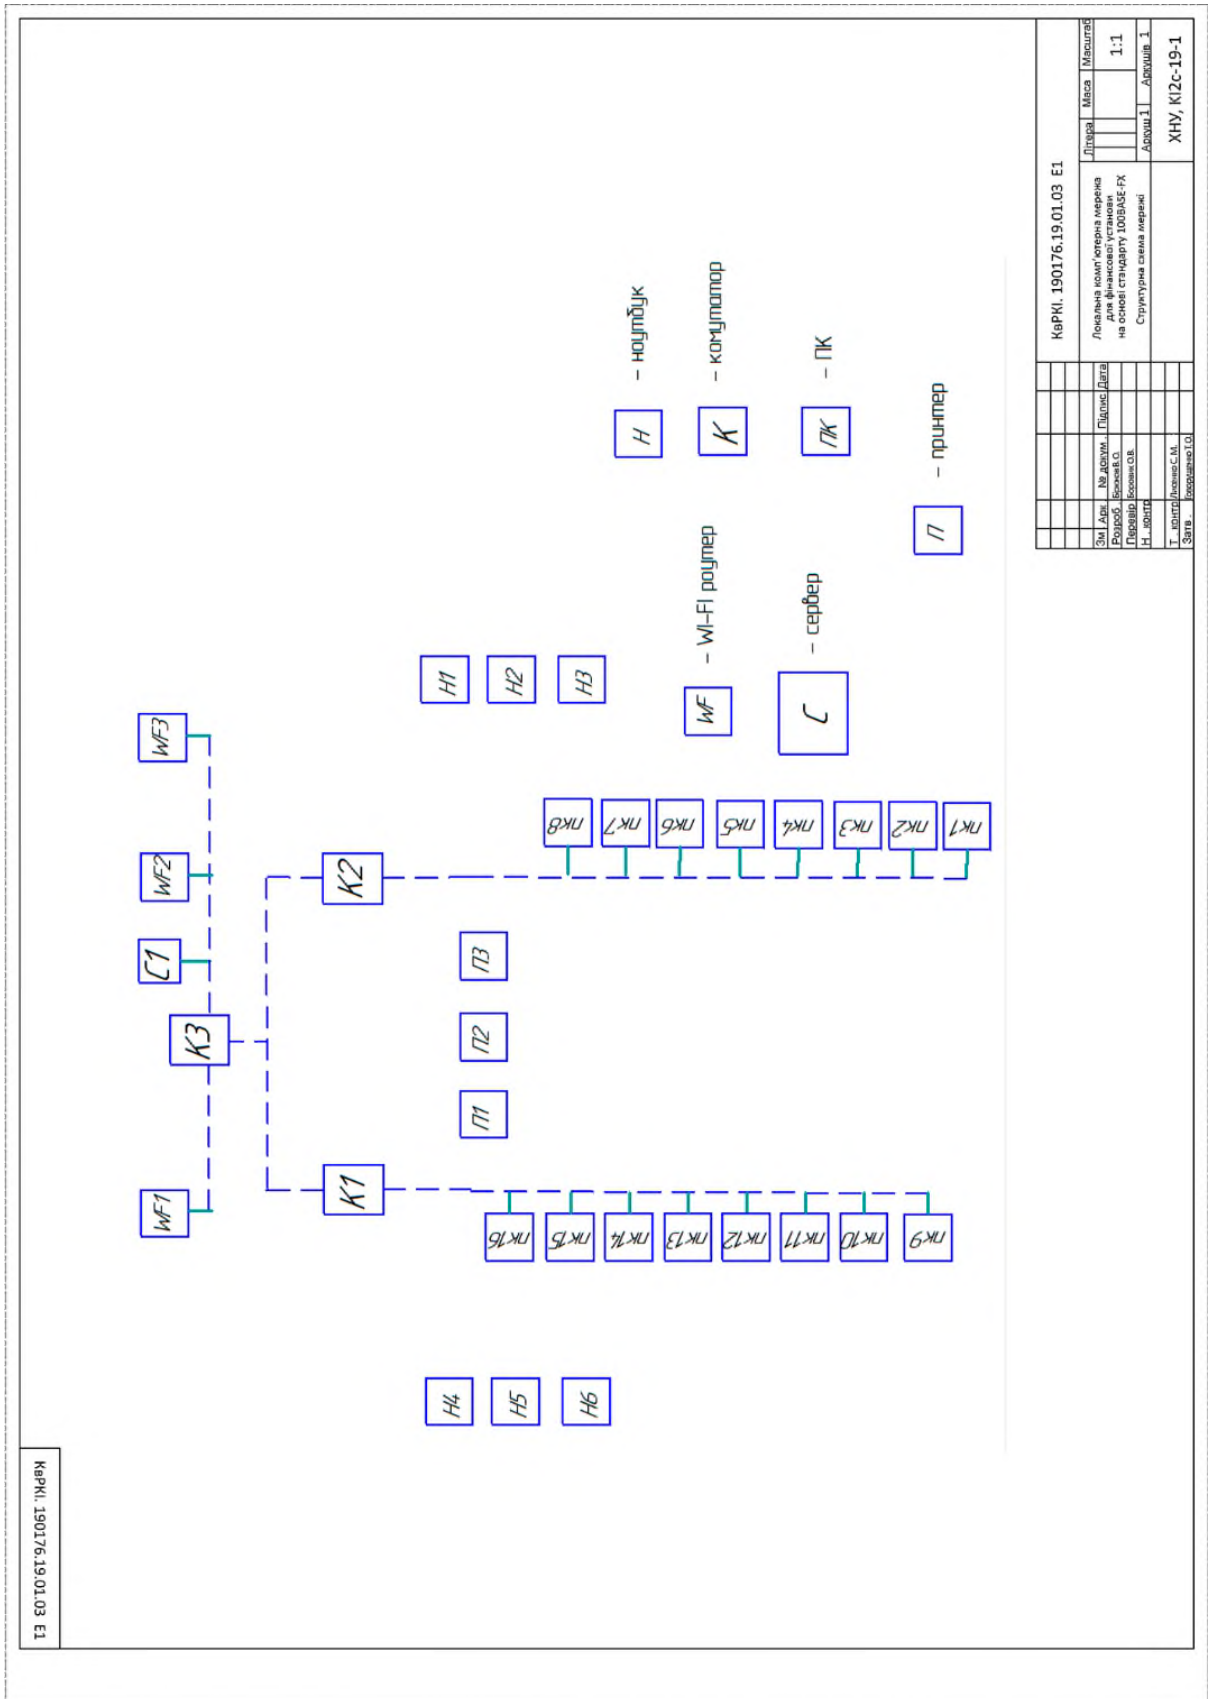 КвРКІ. 190176.19.01.03 Е1
WF1
К3
С1
WF2
WF3
К1
К2
Н4
Н5
Н6
П1
П2
П3
Н1
Н2
Н3
пк16
пк15
пк14
пк13
пк12
пк11
пк10
пк9
пк8
пк7
пк6
пк5
пк4
пк3
пк2
пк1
Н – ноутбук
WF – WI-FI роутер
К – комутатор
С – сервер
ПК – ПК
П – принтер
КвРКІ. 190176.19.01.03 Е1
Зм. Арк. № докум. Підпис Дата
Розроб.
Перевір. Боровик О.В.
Н. контр
Т. контр Лисенко С.М.
Затв.
Локальна комп'ютерна мережа
для фінансової установи
на основі стандарту 100BASE-FX
Структурна схема мережі
Літера Маса Масштаб
1:1
Аркуш 1 Аркушів 1
ХНУ, КІ2с-19-1